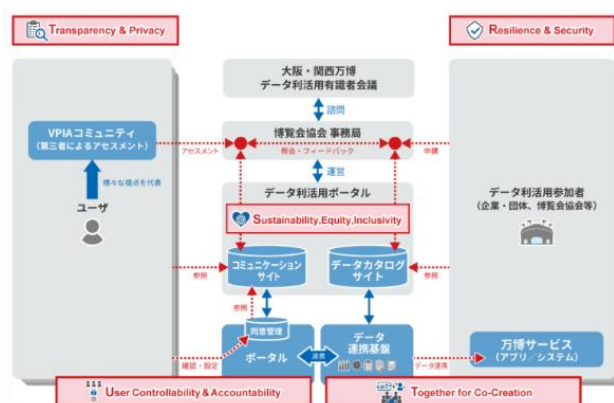 Transparency & Privacy
Resilience & Security
大阪・関西万博
データ利活用有識者会議
諮問
VPIAコミュニティ
（第三者によるアセスメント）
アセスメント
博覧会協会 事務局
照会・フィードバック
申請
様々な視点を代表
運営
ユーザ
データ利活用ポータル
データ利活用参加者
（企業・団体、博覧会協会等）
Sustainability,Equity,Inclusivity
コミュニケーション
サイト
データカタログ
サイト
参照
参照
参照
同意管理
ポータル
連携
データ
連携基盤
確認・設定
データ連携
万博サービス
（アプリ／システム）
User Controllability & Accountability
Together for Co-Creation